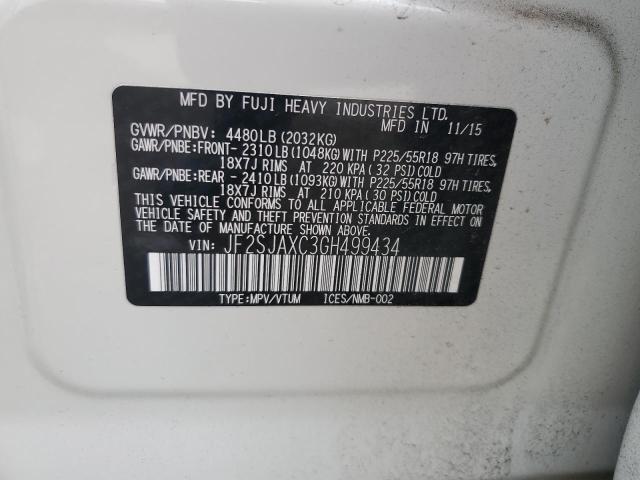 MFD BY FUJI HEAVY INDUSTRIES LTD.
MFD IN 11/15
GVWR/PNBV: 4480LB (2032KG)
GAWR/PNBE:FRONT- 2310LB(1048KG)WITH P225/55R18 97H TIRES,
18X7J RIMS AT 220 KPA ( 32 PSI)COLD
GAWR/PNBE:REAR - 2410LB(1093KG)WITH P225/55R18 97H TIRES,
18X7J RIMS AT 210 KPA ( 30 PSI)COLD
THIS VEHICLE CONFORMS TO ALL APPLICABLE FEDERAL MOTOR
VEHICLE SAFETY AND THEFT PREVENTION STANDARDS IN EFFECT ON
THE DATE OF MANUFACTURE SHOWN ABOVE.
VIN: JF2SJAXC3GH499434
TYPE:MPV/VTUM ICES/NMB-002